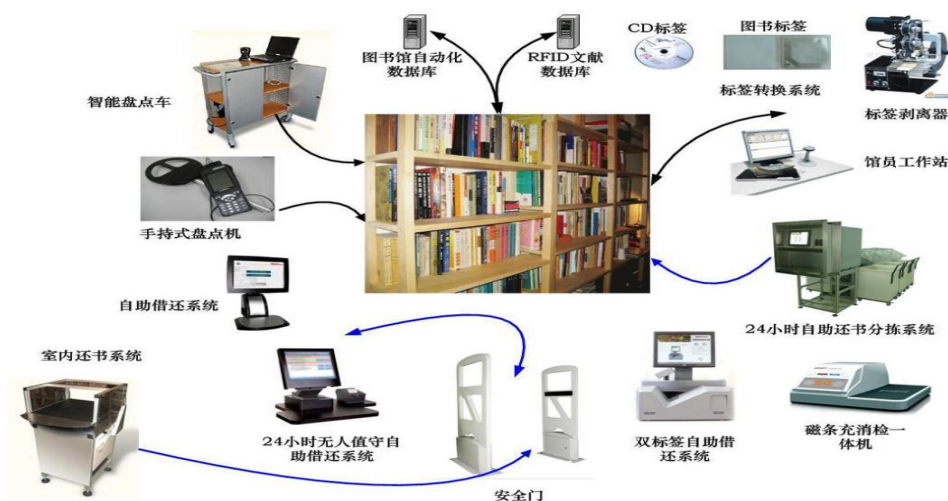 CD标签
图书标签
图书馆自动化
数据库
RFID文献
数据库
智能盘点车
标签转换系统
标签剥离器
馆员工作站
手持式盘点机
自助借还系统
24小时自助还书分拣系统
室内还书系统
24小时无人值守自
助借还系统
双标签自助借
还系统
磁条充消检一
体机
安全门